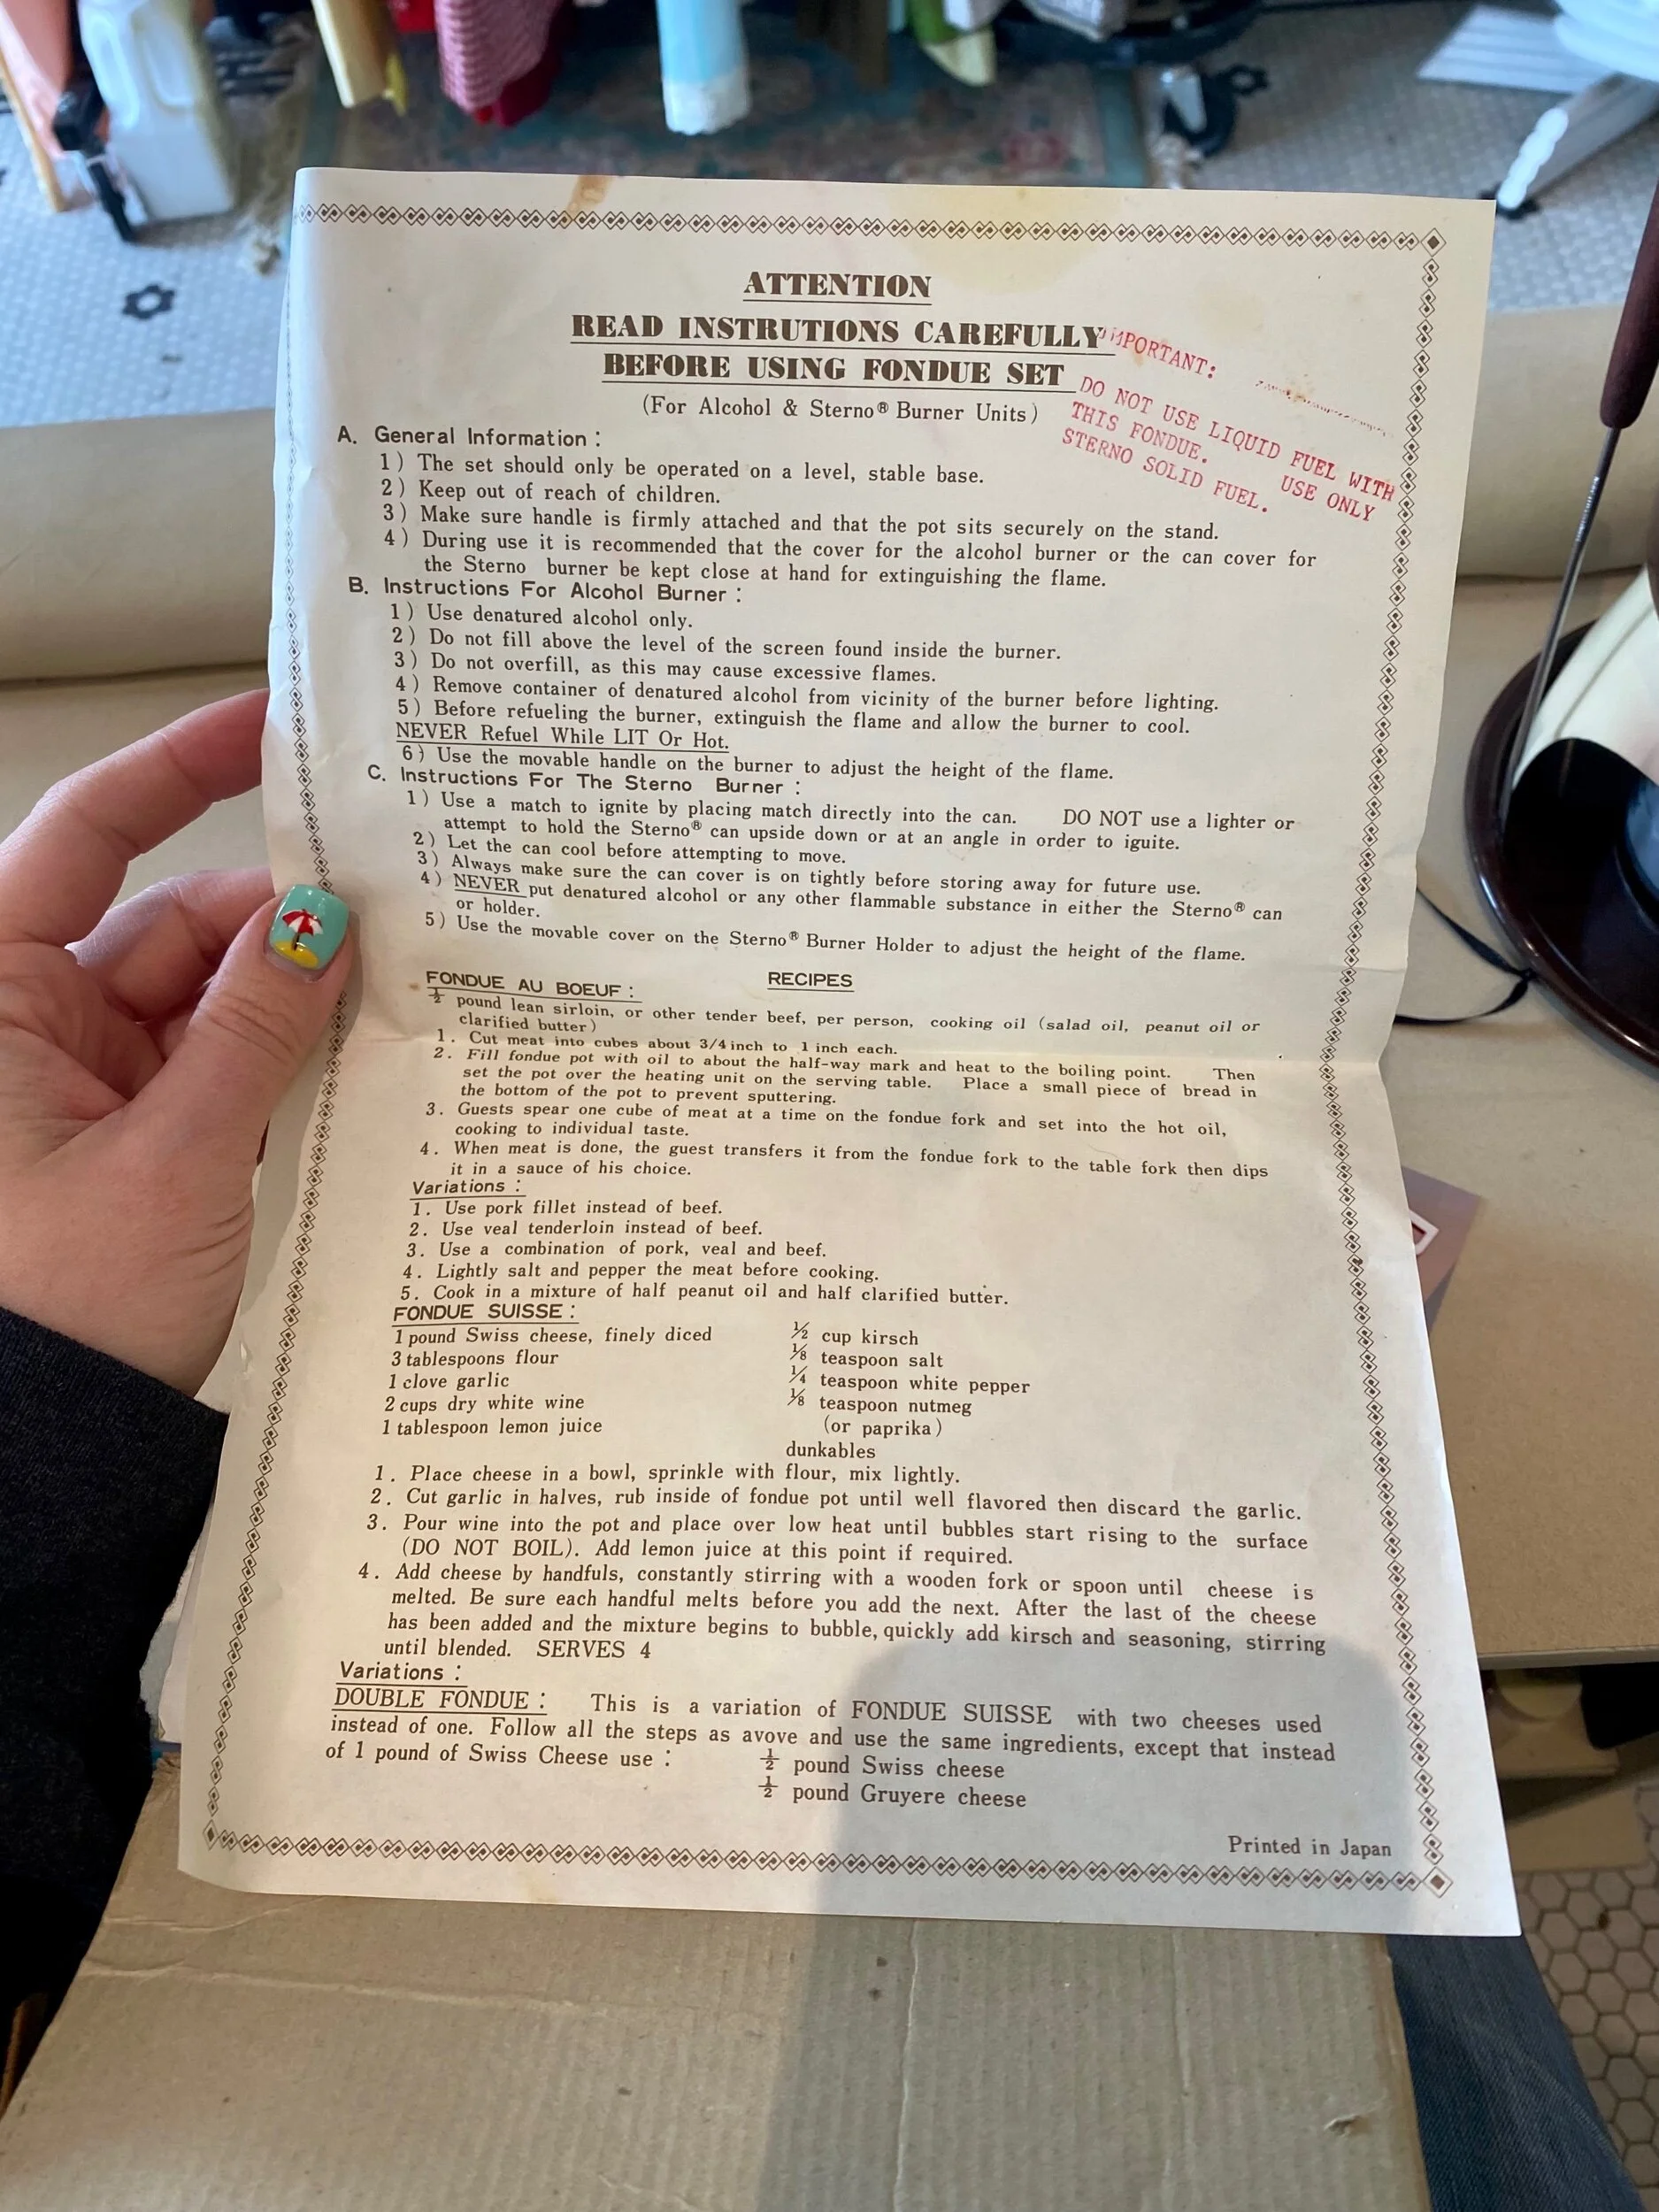 ATTENTION
READ INSTRUTIONS CAREFULLY
BEFORE USING FONDUE SET
(For Alcohol & Sterno® Burner Units)
IMPORTANT:
DO NOT USE LIQUID FUEL WITH
THIS FONDUE. USE ONLY
STERNO SOLID FUEL.
A. General Information :
1) The set should only be operated on a level, stable base.
2) Keep out of reach of children.
3) Make sure handle is firmly attached and that the pot sits securely on the stand.
4) During use it is recommended that the cover for the alcohol burner or the can cover for
the Sterno burner be kept close at hand for extinguishing the flame.
B. Instructions For Alcohol Burner :
1) Use denatured alcohol only.
2) Do not fill above the level of the screen found inside the burner.
3) Do not overfill, as this may cause excessive flames.
4) Remove container of denatured alcohol from vicinity of the burner before lighting.
5) Before refueling the burner, extinguish the flame and allow the burner to cool.
NEVER Refuel While LIT Or Hot.
6) Use the movable handle on the burner to adjust the height of the flame.
C. Instructions For The Sterno Burner :
1) Use a match to ignite by placing match directly into the can. DO NOT use a lighter or
attempt to hold the Sterno® can upside down or at an angle in order to iguite.
2) Let the can cool before attempting to move.
3) Always make sure the can cover is on tightly before storing away for future use.
4) NEVER put denatured alcohol or any other flammable substance in either the Sterno® can
or holder.
5) Use the movable cover on the Sterno® Burner Holder to adjust the height of the flame.
RECIPES
FONDUE AU BOEUF :
½ pound lean sirloin, or other tender beef, per person, cooking oil (salad oil, peanut oil or
clarified butter)
1. Cut meat into cubes about 3/4 inch to 1 inch each.
2. Fill fondue pot with oil to about the half-way mark and heat to the boiling point. Then
set the pot over the heating unit on the serving table. Place a small piece of bread in
the bottom of the pot to prevent sputtering.
3. Guests spear one cube of meat at a time on the fondue fork and set into the hot oil,
cooking to individual taste.
4. When meat is done, the guest transfers it from the fondue fork to the table fork then dips
it in a sauce of his choice.
Variations :
1. Use pork fillet instead of beef.
2. Use veal tenderloin instead of beef.
3. Use a combination of pork, veal and beef.
4. Lightly salt and pepper the meat before cooking.
5. Cook in a mixture of half peanut oil and half clarified butter.
FONDUE SUISSE :
1 pound Swiss cheese, finely diced
3 tablespoons flour
1 clove garlic
2 cups dry white wine
1 tablespoon lemon juice
½ cup kirsch
⅛ teaspoon salt
¼ teaspoon white pepper
⅛ teaspoon nutmeg
(or paprika)
dunkables
1. Place cheese in a bowl, sprinkle with flour, mix lightly.
2. Cut garlic in halves, rub inside of fondue pot until well flavored then discard the garlic.
3. Pour wine into the pot and place over low heat until bubbles start rising to the surface
(DO NOT BOIL). Add lemon juice at this point if required.
4. Add cheese by handfuls, constantly stirring with a wooden fork or spoon until cheese is
melted. Be sure each handful melts before you add the next. After the last of the cheese
has been added and the mixture begins to bubble, quickly add kirsch and seasoning, stirring
until blended. SERVES 4
Variations :
DOUBLE FONDUE : This is a variation of FONDUE SUISSE with two cheeses used
instead of one. Follow all the steps as avove and use the same ingredients, except that instead
of 1 pound of Swiss Cheese use : ½ pound Swiss cheese
½ pound Gruyere cheese
Printed in Japan